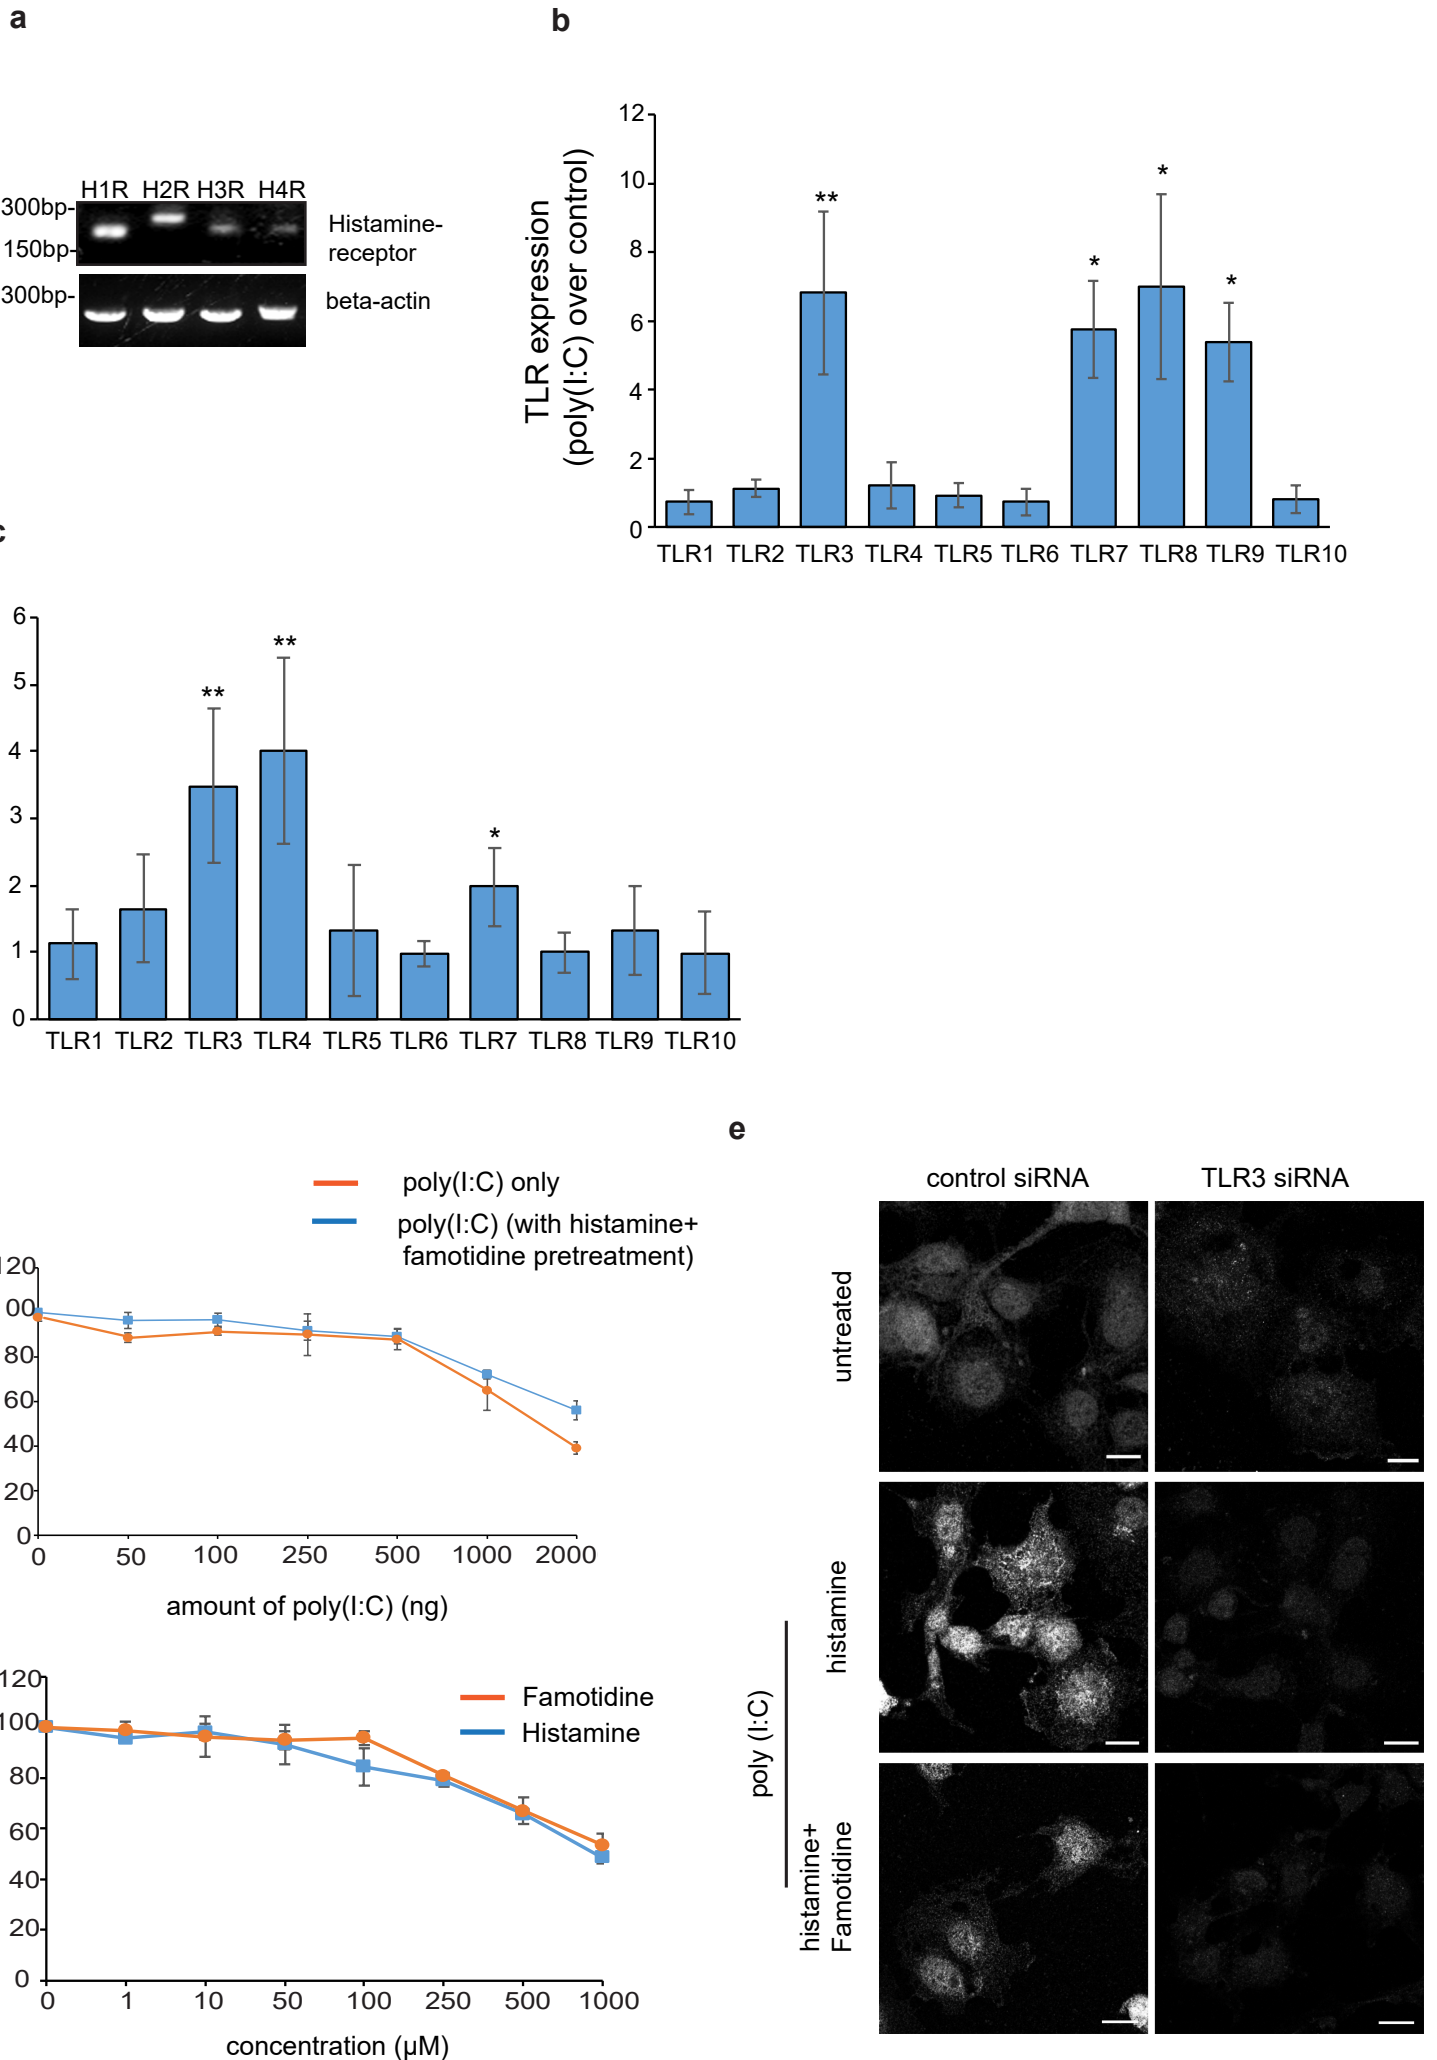 a
b
H1R H2R H3R H4R
300bp-
150bp-
Histamine-
receptor
300bp-
beta-actin
TLR expression
(poly(I:C) over control)
12
10
8
6
4
2
0
**
*
*
*
TLR1 TLR2 TLR3 TLR4 TLR5 TLR6 TLR7 TLR8 TLR9 TLR10
c
6
5
4
3
2
1
0
**
**
*
TLR1 TLR2 TLR3 TLR4 TLR5 TLR6 TLR7 TLR8 TLR9 TLR10
poly(I:C) only
poly(I:C) (with histamine+
famotidine pretreatment)
120
00
80
60
40
20
0
0 50 100 250 500 1000 2000
amount of poly(I:C) (ng)
120
100
80
60
40
20
0
Famotidine
Histamine
0 1 10 50 100 250 500 1000
concentration (µM)
e
control siRNA TLR3 siRNA
untreated
histamine
poly (I:C)
histamine+
Famotidine